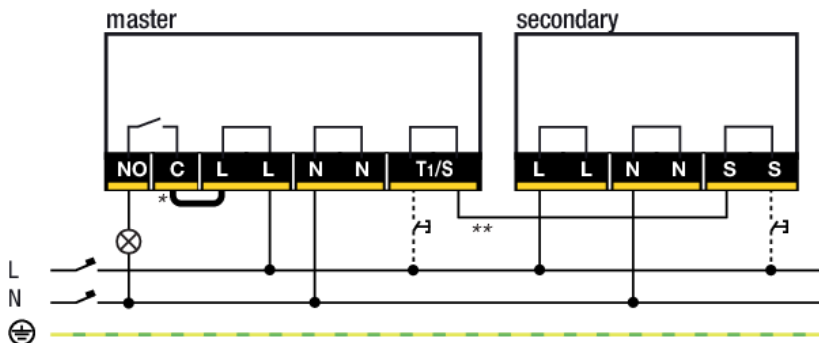 master secondary
NO C L L N N T1/S L L N N S S
* **
L
N